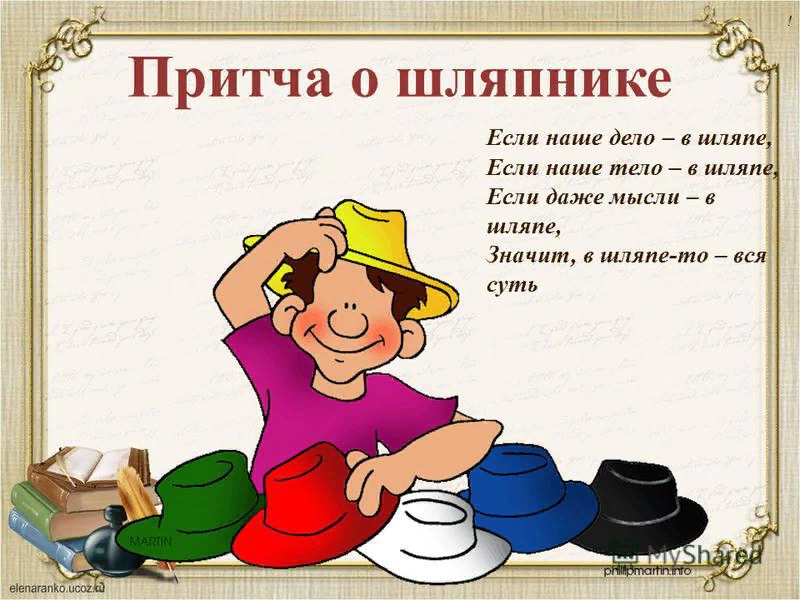 !
Притча о шляпнике
Если наше дело – в шляпе,
Если наше тело – в шляпе,
Если даже мысли – в
шляпе,
Значит, в шляпе-то – вся
суть
MARTIN
MyShared
philipmartin.info
elenaranko.ucoz.ru